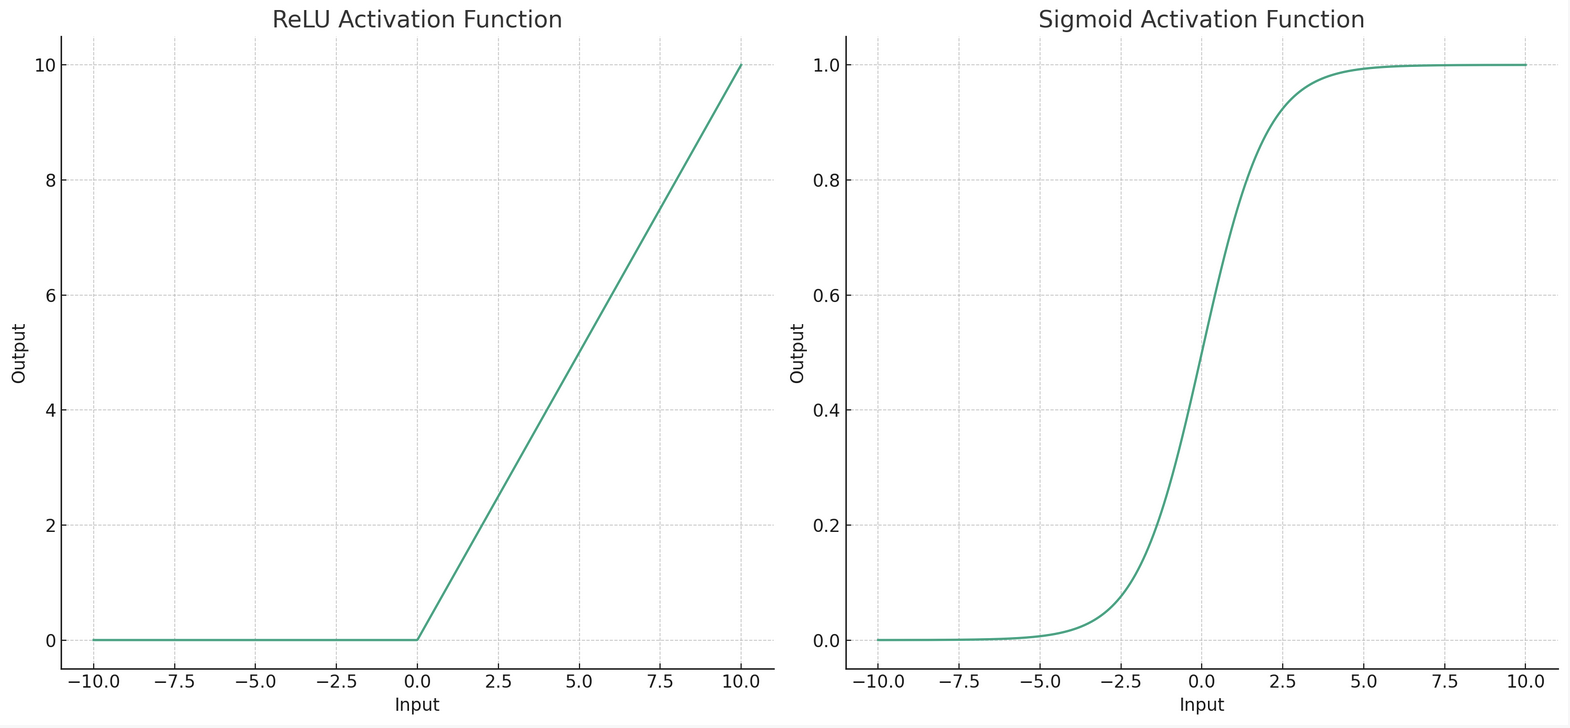 ReLU Activation Function
10
8
6
4
2
0
Output
−10.0 −7.5 −5.0 −2.5 0.0 2.5 5.0 7.5 10.0
Input
Sigmoid Activation Function
1.0
0.8
0.6
0.4
0.2
0.0
Output
−10.0 −7.5 −5.0 −2.5 0.0 2.5 5.0 7.5 10.0
Input